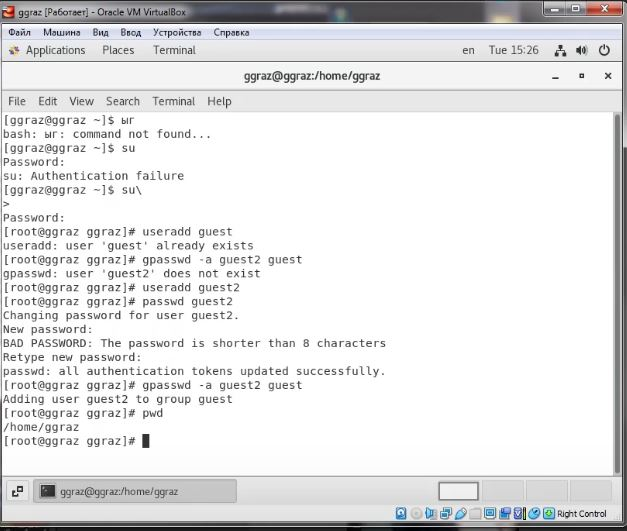 ggraz [Работает] - Oracle VM VirtualBox
Файл Машина Вид Ввод Устройства Справка
Applications Places Terminal en Tue 15:26
ggraz@ggraz:/home/ggraz
File Edit View Search Terminal Help
[ggraz@ggraz ~]$ ыг
bash: ыг: command not found...
[ggraz@ggraz ~]$ su
Password:
su: Authentication failure
[ggraz@ggraz ~]$ su\
>
Password:
[root@ggraz ggraz]# useradd guest
useradd: user 'guest' already exists
[root@ggraz ggraz]# gpasswd -a guest2 guest
gpasswd: user 'guest2' does not exist
[root@ggraz ggraz]# useradd guest2
[root@ggraz ggraz]# passwd guest2
Changing password for user guest2.
New password:
BAD PASSWORD: The password is shorter than 8 characters
Retype new password:
passwd: all authentication tokens updated successfully.
[root@ggraz ggraz]# gpasswd -a guest2 guest
Adding user guest2 to group guest
[root@ggraz ggraz]# pwd
/home/ggraz
[root@ggraz ggraz]#
ggraz@ggraz:/home/ggraz
Right Control